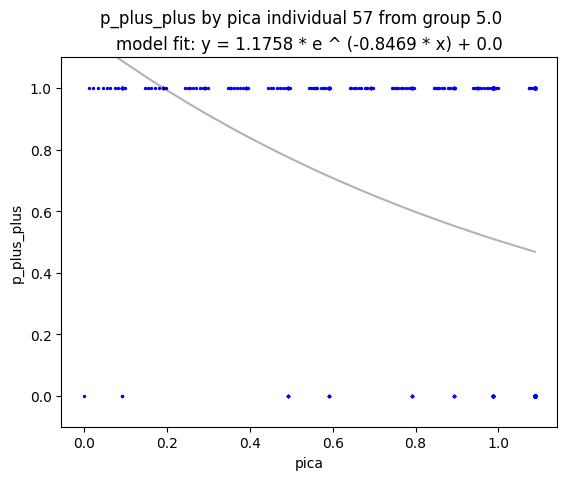 p_plus_plus by pica individual 57 from group 5.0
model fit: y = 1.1758 * e ^ (-0.8469 * x) + 0.0
1.0
0.8
0.6
0.4
0.2
0.0
p_plus_plus
0.0 0.2 0.4 0.6 0.8 1.0
pica